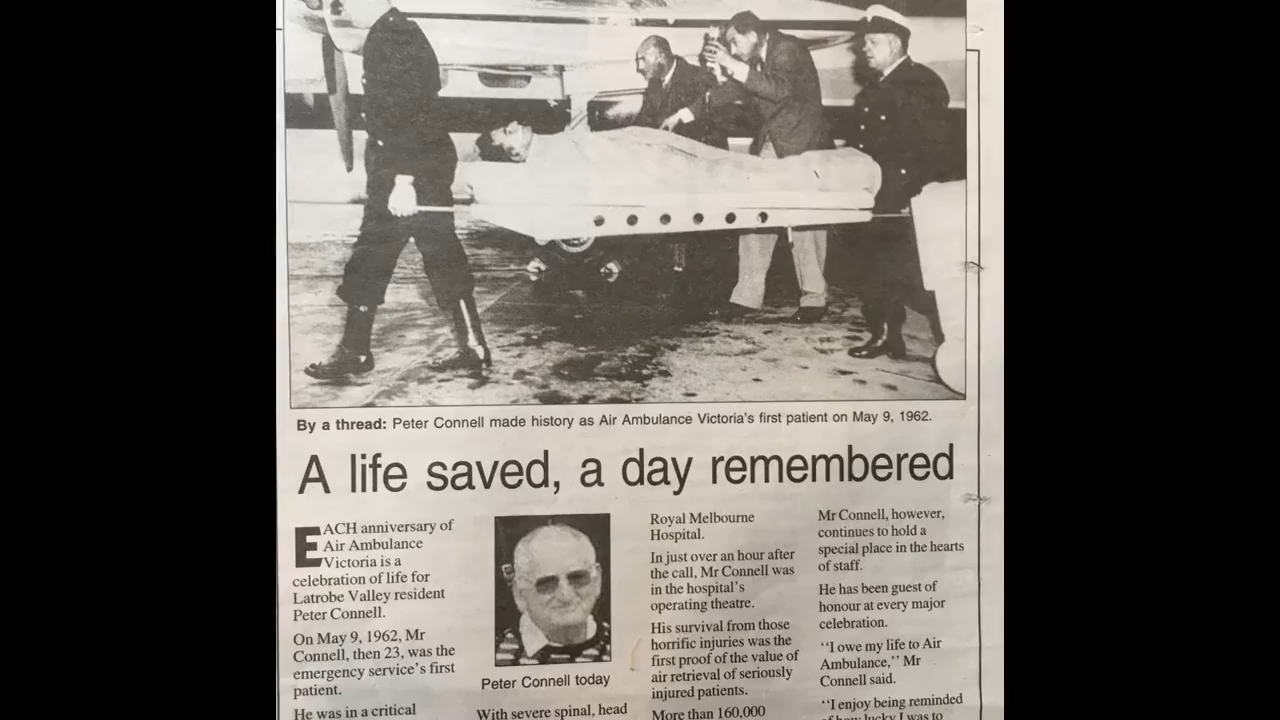 By a thread: Peter Connell made history as Air Ambulance Victoria's first patient on May 9, 1962.
A life saved, a day remembered
EACH anniversary of
Air Ambulance
Victoria is a
celebration of life for
Latrobe Valley resident
Peter Connell.
On May 9, 1962, Mr
Connell, then 23, was the
emergency service's first
patient.
He was in a critical
Peter Connell today
With severe spinal, head
Royal Melbourne
Hospital.
In just over an hour after
the call, Mr Connell was
in the hospital's
operating theatre.
His survival from those
horrific injuries was the
first proof of the value of
air retrieval of seriously
injured patients.
More than 160,000
Mr Connell, however,
continues to hold a
special place in the hearts
of staff.
He has been guest of
honour at every major
celebration.
‘‘I owe my life to Air
Ambulance,’’ Mr
Connell said.
‘‘I enjoy being reminded
of how lucky I was to